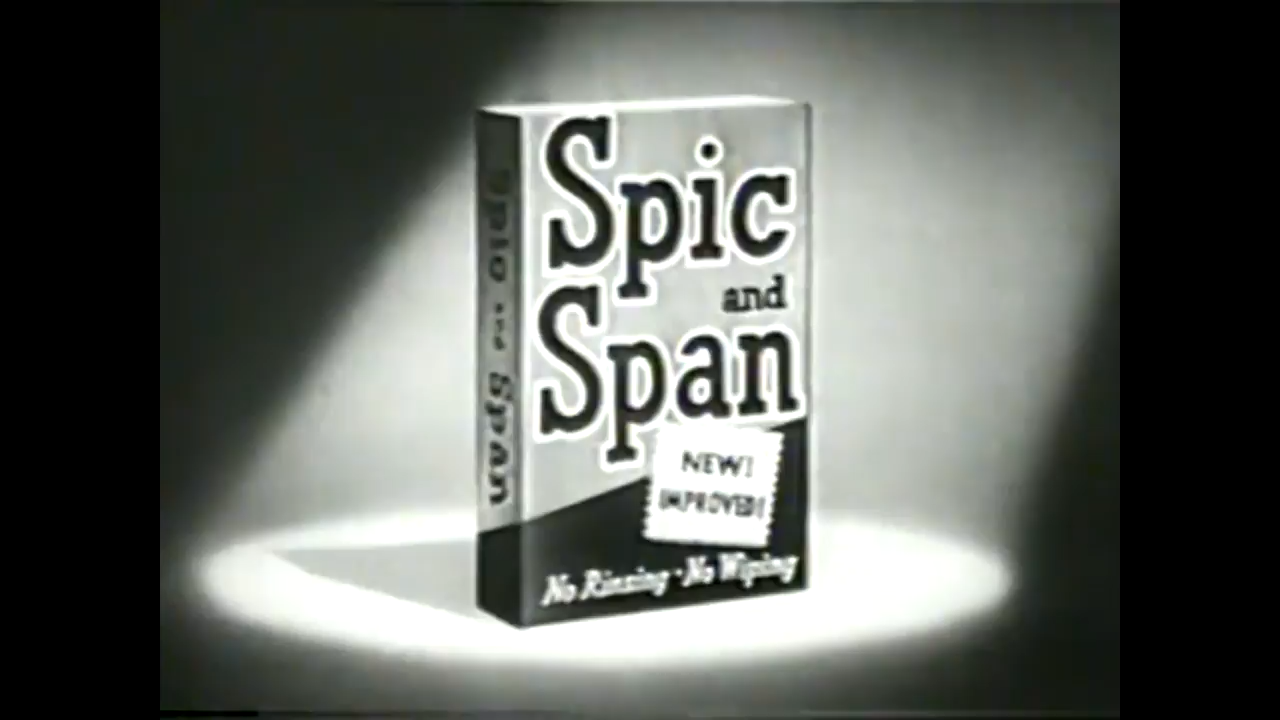 Spic
and
Span
NEW!
IMPROVED!
No Rinsing - No Wiping
Spic and Span